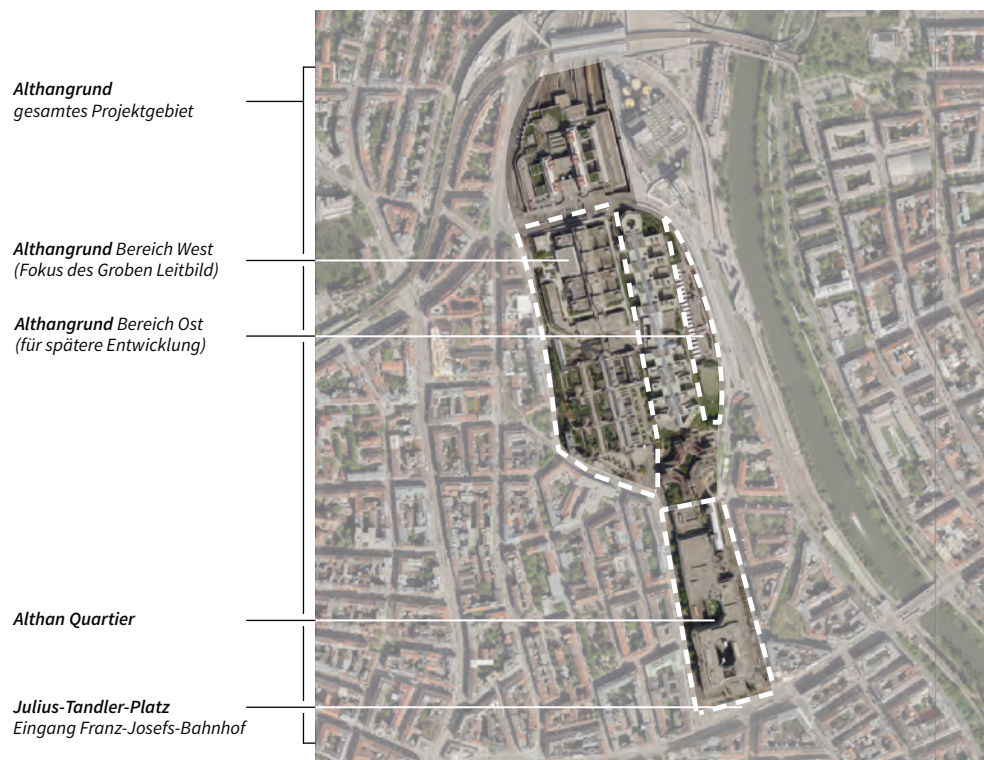 Althangrund
gesamtes Projektgebiet
Althangrund Bereich West
(Fokus des Groben Leitbild)
Althangrund Bereich Ost
(für spätere Entwicklung)
Althan Quartier
Julius-Tandler-Platz
Eingang Franz-Josefs-Bahnhof